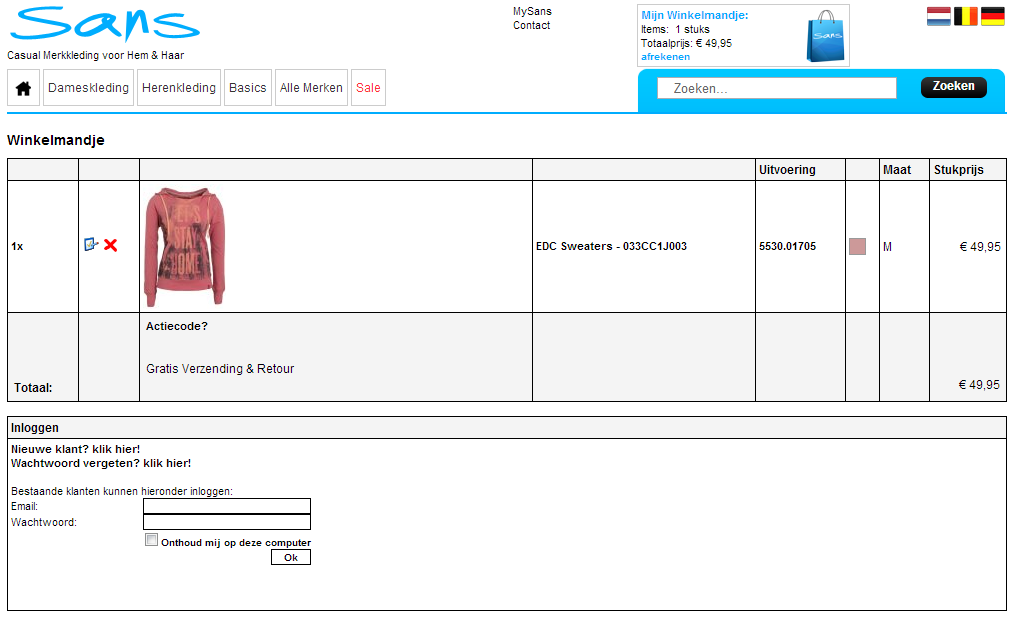 Sans
Casual Merkkleding voor Hem & Haar
MySans
Contact
Mijn Winkelmandje:
Items: 1 stuks
Totaalprijs: € 49,95
afrekenen
Sans
Dameskleding
Herenkleding
Basics
Alle Merken
Sale
Zoeken...
Zoeken
Winkelmandje
Uitvoering Maat Stukprijs
1x EDC Sweaters - 033CC1J003 5530.01705 M € 49,95
STAY
HOME
Actiecode?
Gratis Verzending & Retour
Totaal: € 49,95
Inloggen
Nieuwe klant? klik hier!
Wachtwoord vergeten? klik hier!
Bestaande klanten kunnen hieronder inloggen:
Email:
Wachtwoord:
Onthoud mij op deze computer
Ok